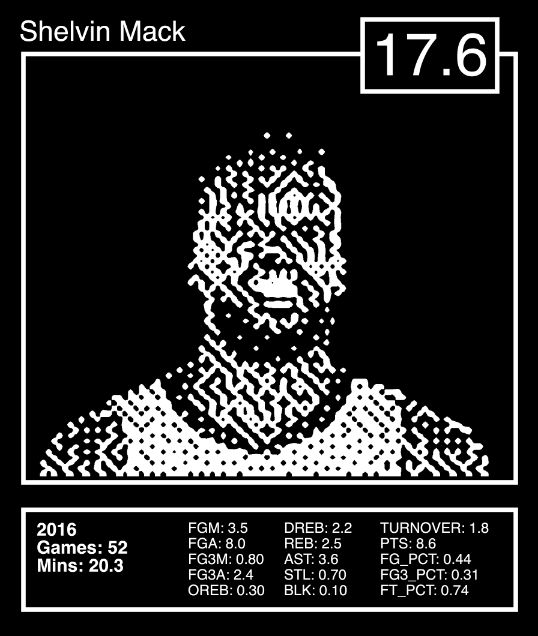 Shelvin Mack
17.6
2016
Games: 52
Mins: 20.3
FGM: 3.5
FGA: 8.0
FG3M: 0.80
FG3A: 2.4
OREB: 0.30
DREB: 2.2
REB: 2.5
AST: 3.6
STL: 0.70
BLK: 0.10
TURNOVER: 1.8
PTS: 8.6
FG_PCT: 0.44
FG3_PCT: 0.31
FT_PCT: 0.74